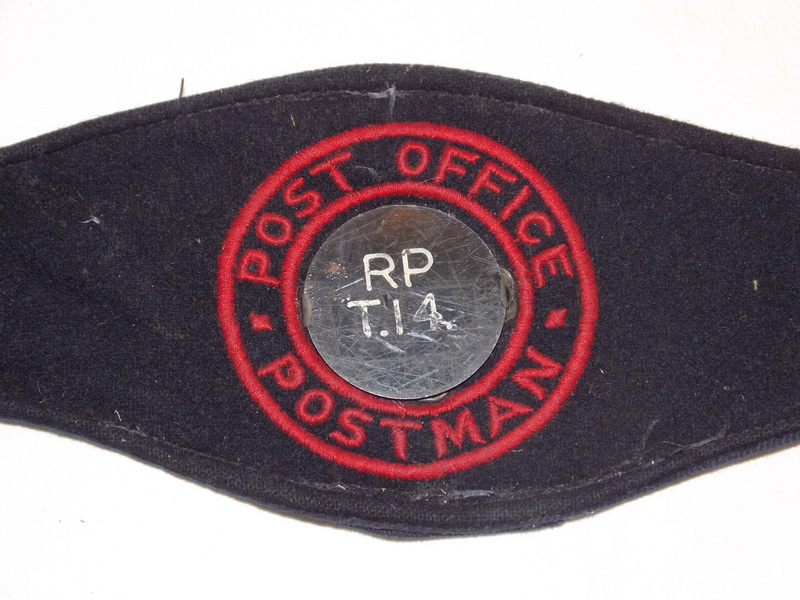 POST OFFICE
RP
T.14.
POSTMAN